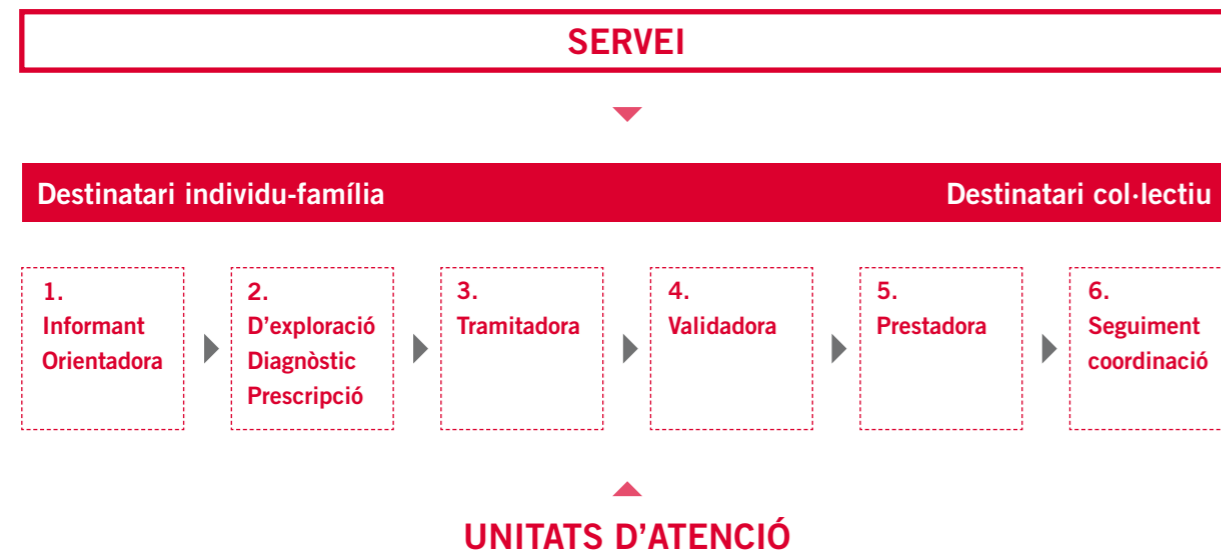 SERVEI
Destinatari individu-família
Destinatari col·lectiu
1.
Informant
Orientadora
2.
D’exploració
Diagnòstic
Prescripció
3.
Tramitadora
4.
Validadora
5.
Prestadora
6.
Seguiment
coordinació
UNITATS D’ATENCIÓ